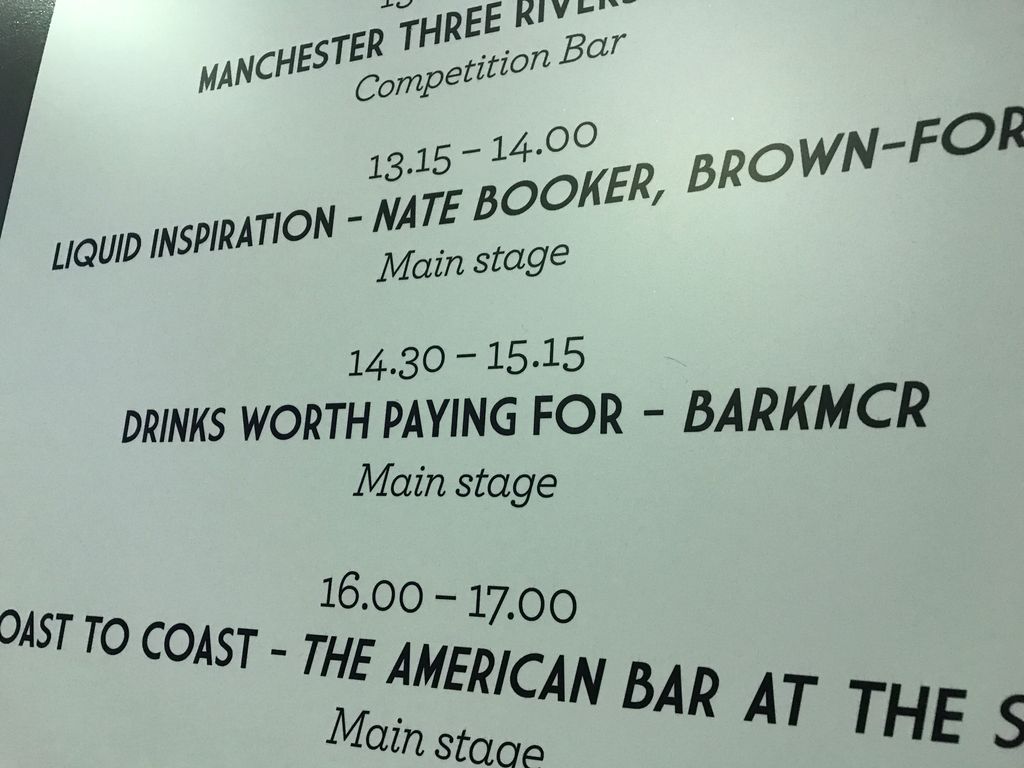 MANCHESTER THREE
Competition Bar
13.15 – 14.00
LIQUID INSPIRATION – NATE BOOKER, BROWN-FOR
Main stage
14.30 – 15.15
DRINKS WORTH PAYING FOR – BARKMCR
Main stage
16.00 – 17.00
OAST TO COAST – THE AMERICAN BAR AT THE S
Main stage